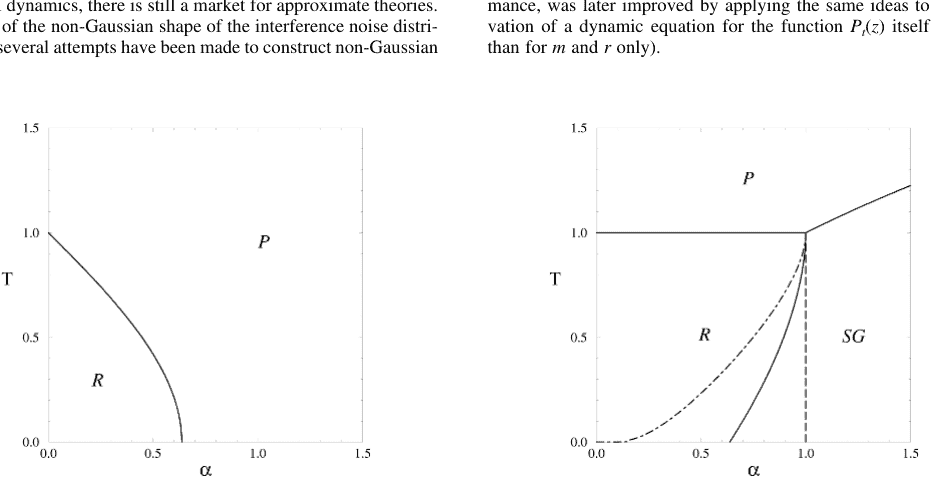 dynamics, there is still a market for approximate theories.
of the non-Gaussian shape of the interference noise distri-
several attempts have been made to construct non-Gaussian
mance, was later improved by applying the same ideas to
vation of a dynamic equation for the function Pt(z) itself
than for m and r only).
1.5
P
1.0
T
0.5
R
0.0
0.0 0.5 1.0 1.5
α
1.5
P
1.0
T
0.5
R SG
0.0
0.0 0.5 1.0 1.5
α